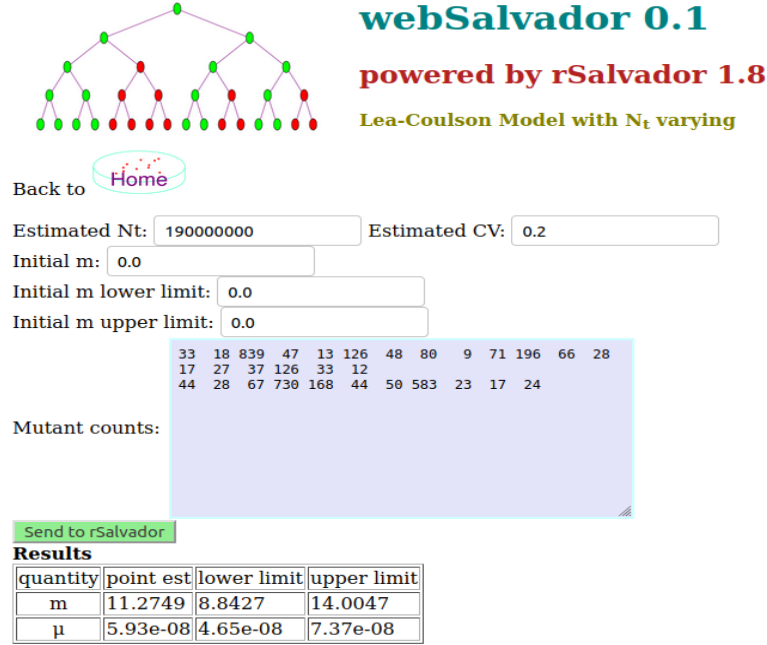 webSalvador 0.1
powered by rSalvador 1.8
Lea-Coulson Model with Nt varying
Back to Home
Estimated Nt: 190000000 Estimated CV: 0.2
Initial m: 0.0
Initial m lower limit: 0.0
Initial m upper limit: 0.0
33 18 839 47 13 126 48 80 9 71 196 66 28
17 27 37 126 33 12
44 28 67 730 168 44 50 583 23 17 24
Mutant counts:
Send to rSalvador
Results
quantity point est lower limit upper limit
m 11.2749 8.8427 14.0047
μ 5.93e-08 4.65e-08 7.37e-08